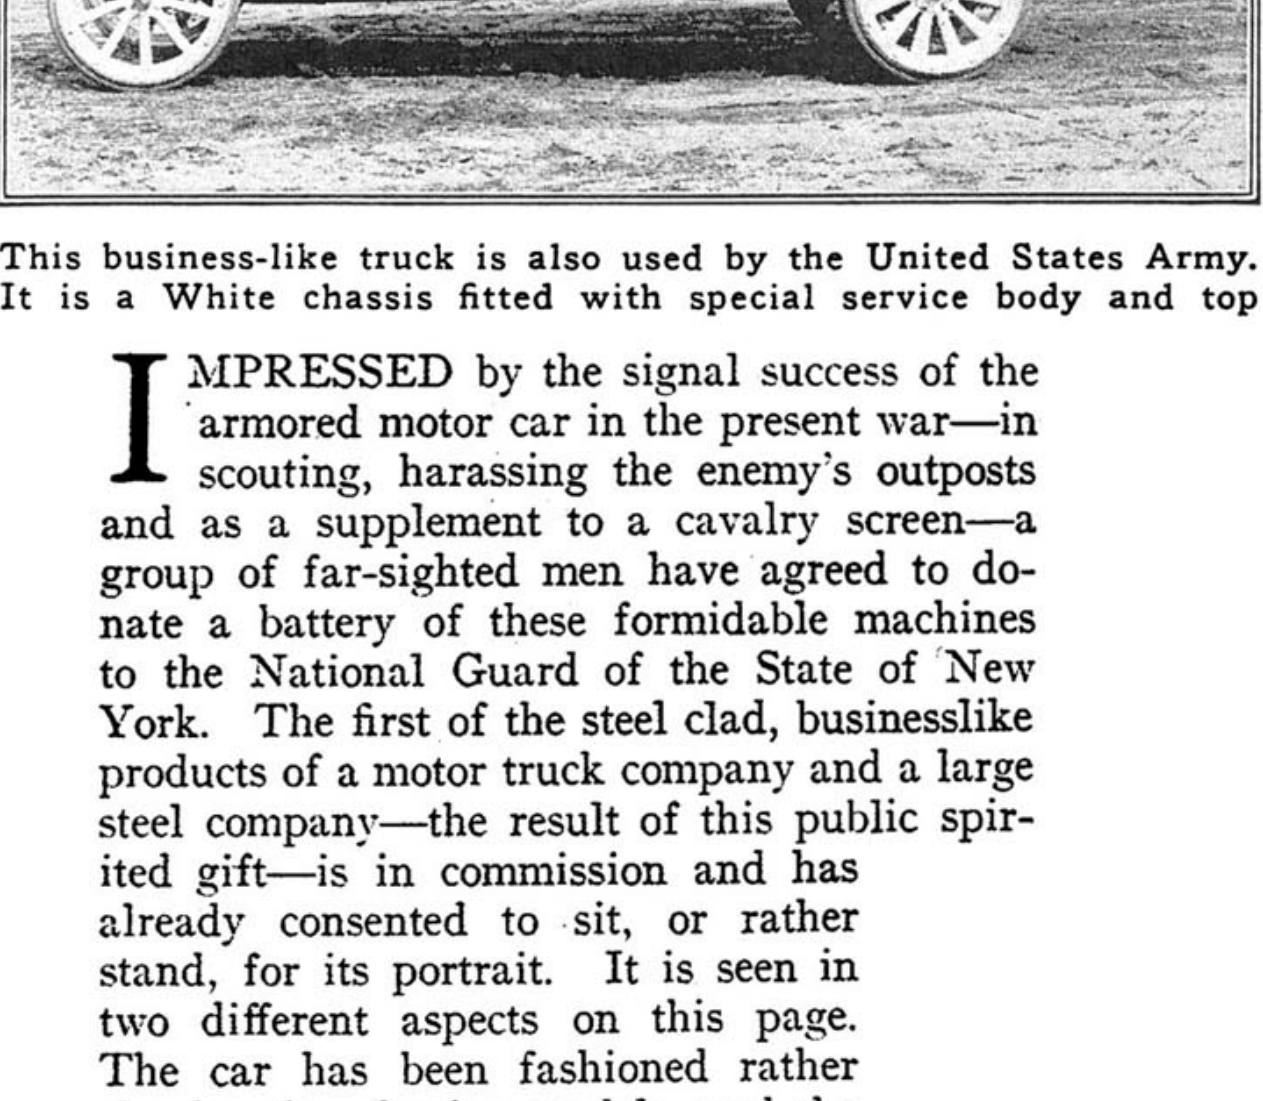 This business-like truck is also used by the United States Army.
It is a White chassis fitted with special service body and top
IMPRESSED by the signal success of the
armored motor car in the present war—in
scouting, harassing the enemy's outposts
and as a supplement to a cavalry screen—a
group of far-sighted men have agreed to do-
nate a battery of these formidable machines
to the National Guard of the State of New
York. The first of the steel clad, businesslike
products of a motor truck company and a large
steel company—the result of this public spir-
ited gift—is in commission and has
already consented to sit, or rather
stand, for its portrait. It is seen in
two different aspects on this page.
The car has been fashioned rather